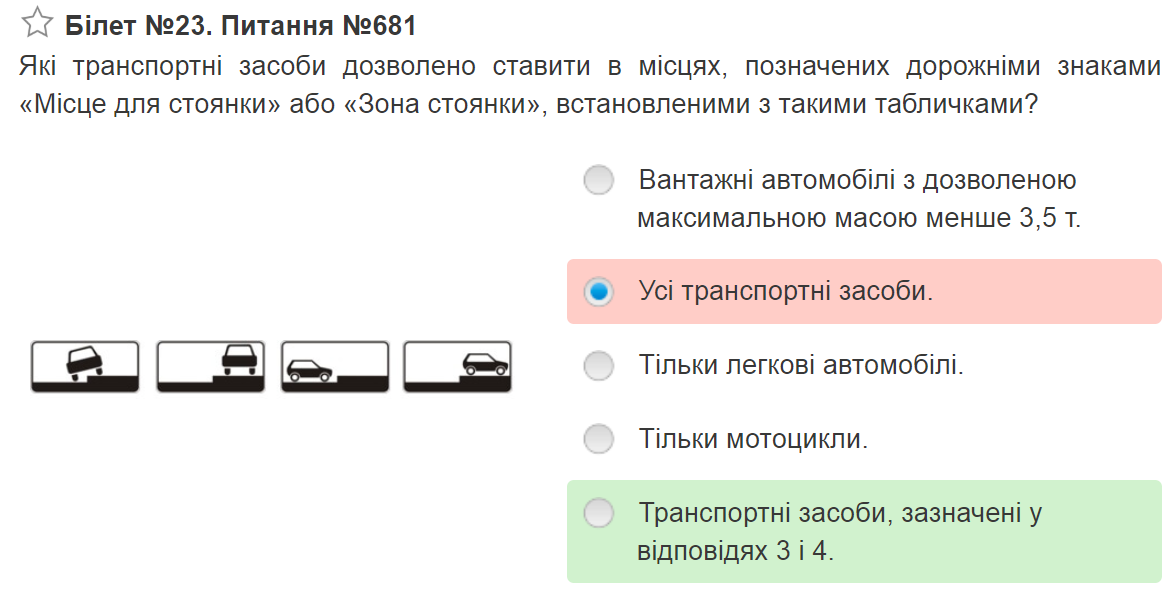 Білет №23. Питання №681
Які транспортні засоби дозволено ставити в місцях, позначених дорожніми знаками
«Місце для стоянки» або «Зона стоянки», встановленими з такими табличками?
Вантажні автомобілі з дозволеною
максимальною масою менше 3,5 т.
Усі транспортні засоби.
Тільки легкові автомобілі.
Тільки мотоцикли.
Транспортні засоби, зазначені у
відповідях 3 і 4.